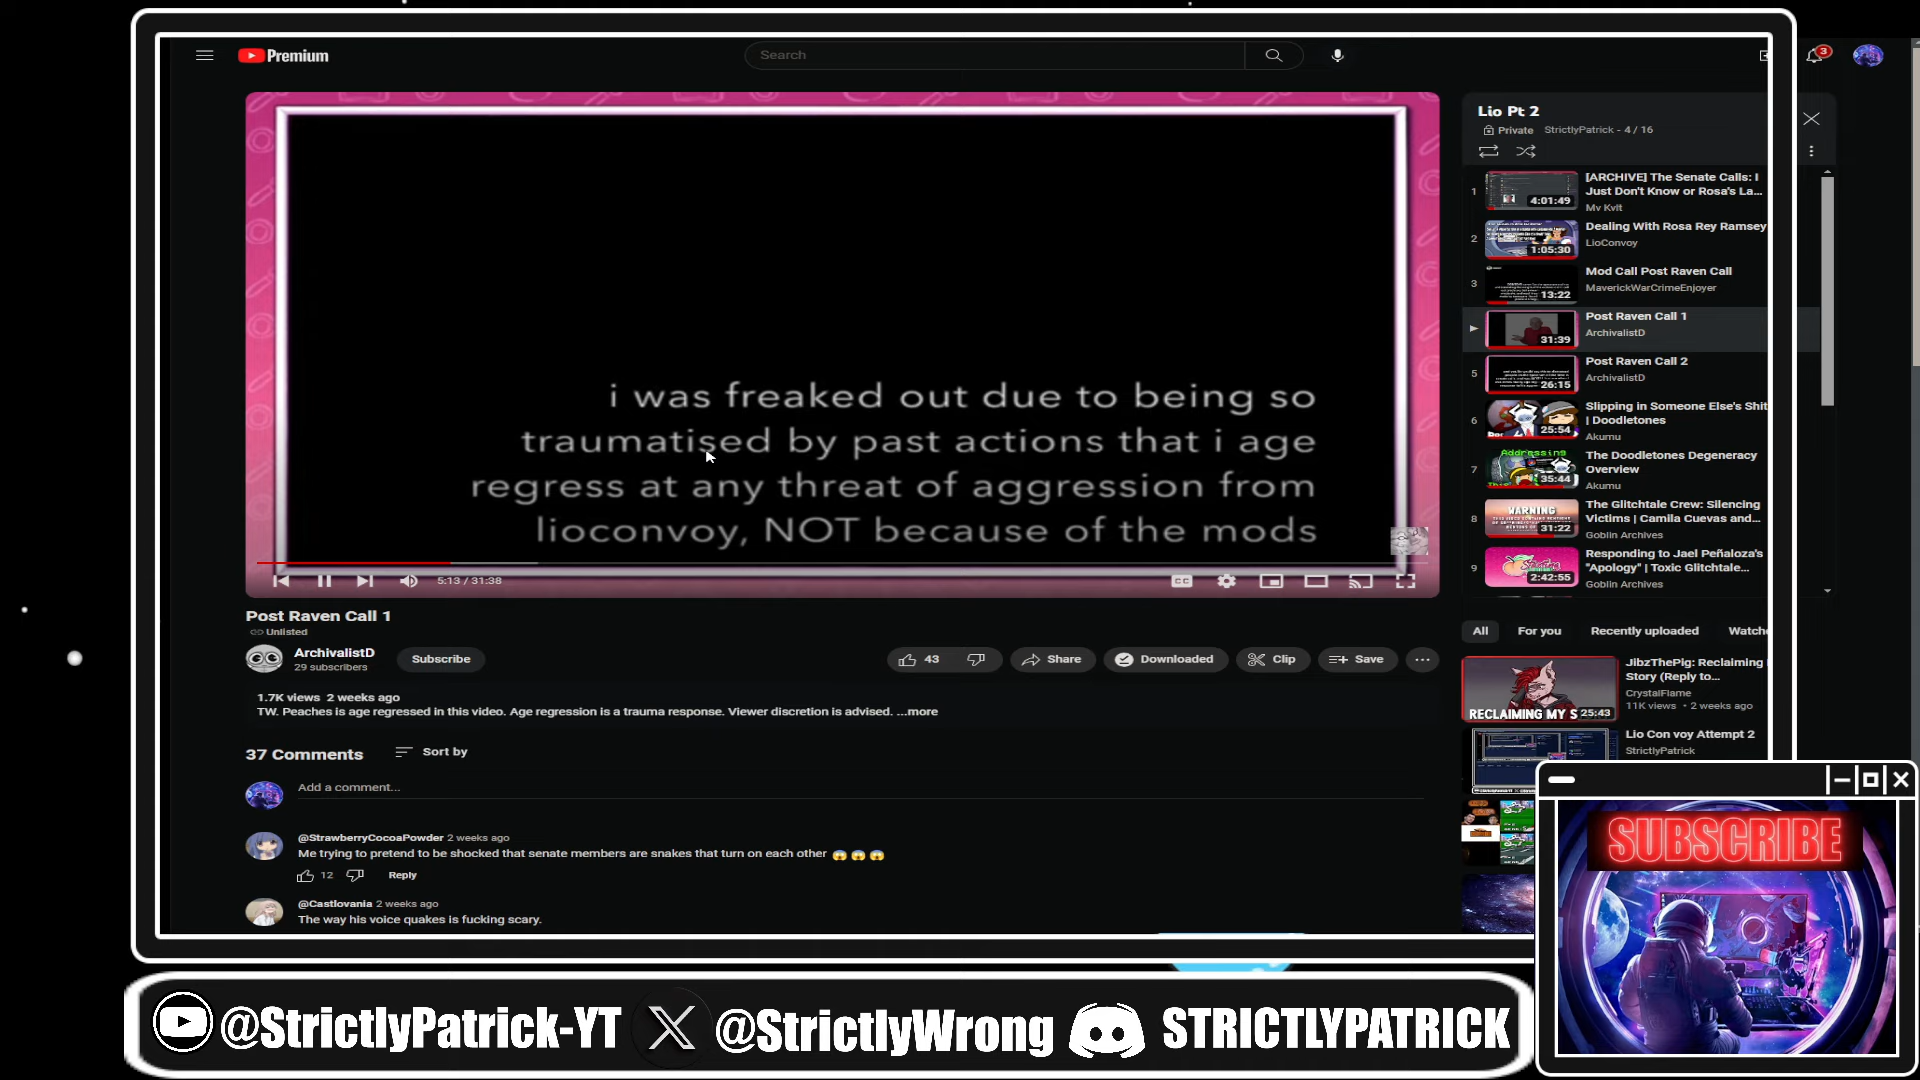 Premium
Search
3
i was freaked out due to being so
traumatised by past actions that i age
regress at any threat of aggression from
lioconvoy, NOT because of the mods
5:13 / 31:38
CC
Post Raven Call 1
Unlisted
ArchivalistD
29 subscribers
Subscribe
43
Share
Downloaded
Clip
Save
1.7K views 2 weeks ago
TW. Peaches is age regressed in this video. Age regression is a trauma response. Viewer discretion is advised. ...more
37 Comments
Sort by
Add a comment...
@StrawberryCocoaPowder 2 weeks ago
Me trying to pretend to be shocked that senate members are snakes that turn on each other
12
Reply
@Castlovania 2 weeks ago
The way his voice quakes is fucking scary.
Lio Pt 2
Private StrictlyPatrick - 4 / 16
1
4:01:49
[ARCHIVE] The Senate Calls: I
Just Don't Know or Rosa's La...
Mv Kvlt
2
1:05:30
Dealing With Rosa Rey Ramsey
LioConvoy
3
13:22
Mod Call Post Raven Call
MaverickWarCrimeEnjoyer
31:39
Post Raven Call 1
ArchivalistD
5
26:15
Post Raven Call 2
ArchivalistD
6
25:54
Slipping in Someone Else's Shit
| Doodletones
Akumu
7
Addressing
35:44
The Doodletones Degeneracy
Overview
Akumu
8
WARNING
31:22
The Glitchtale Crew: Silencing
Victims | Camila Cuevas and...
Goblin Archives
9
2:42:55
Responding to Jael Peñaloza's
"Apology" | Toxic Glitchtale...
Goblin Archives
All
For you
Recently uploaded
Watch
RECLAIMING MY S
25:43
JibzThePig: Reclaiming
Story (Reply to...
CrystalFlame
11K views • 2 weeks ago
Lio Con voy Attempt 2
StrictlyPatrick
SUBSCRIBE
@StrictlyPatrick-YT
@StrictlyWrong
STRICTLYPATRICK